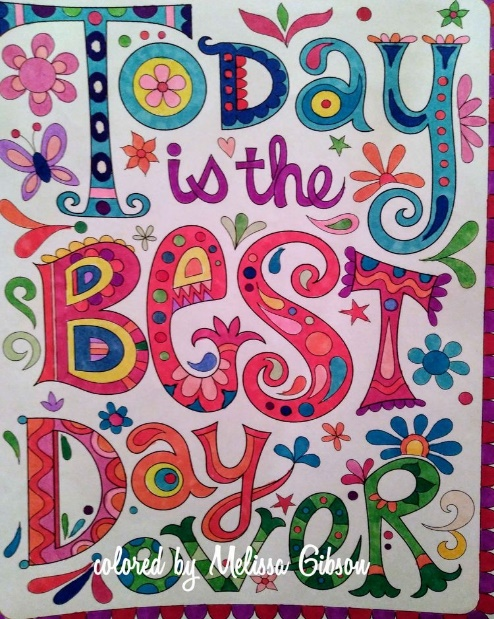 Today
is the
BEST
Day
eveR
colored by Melissa Gibson